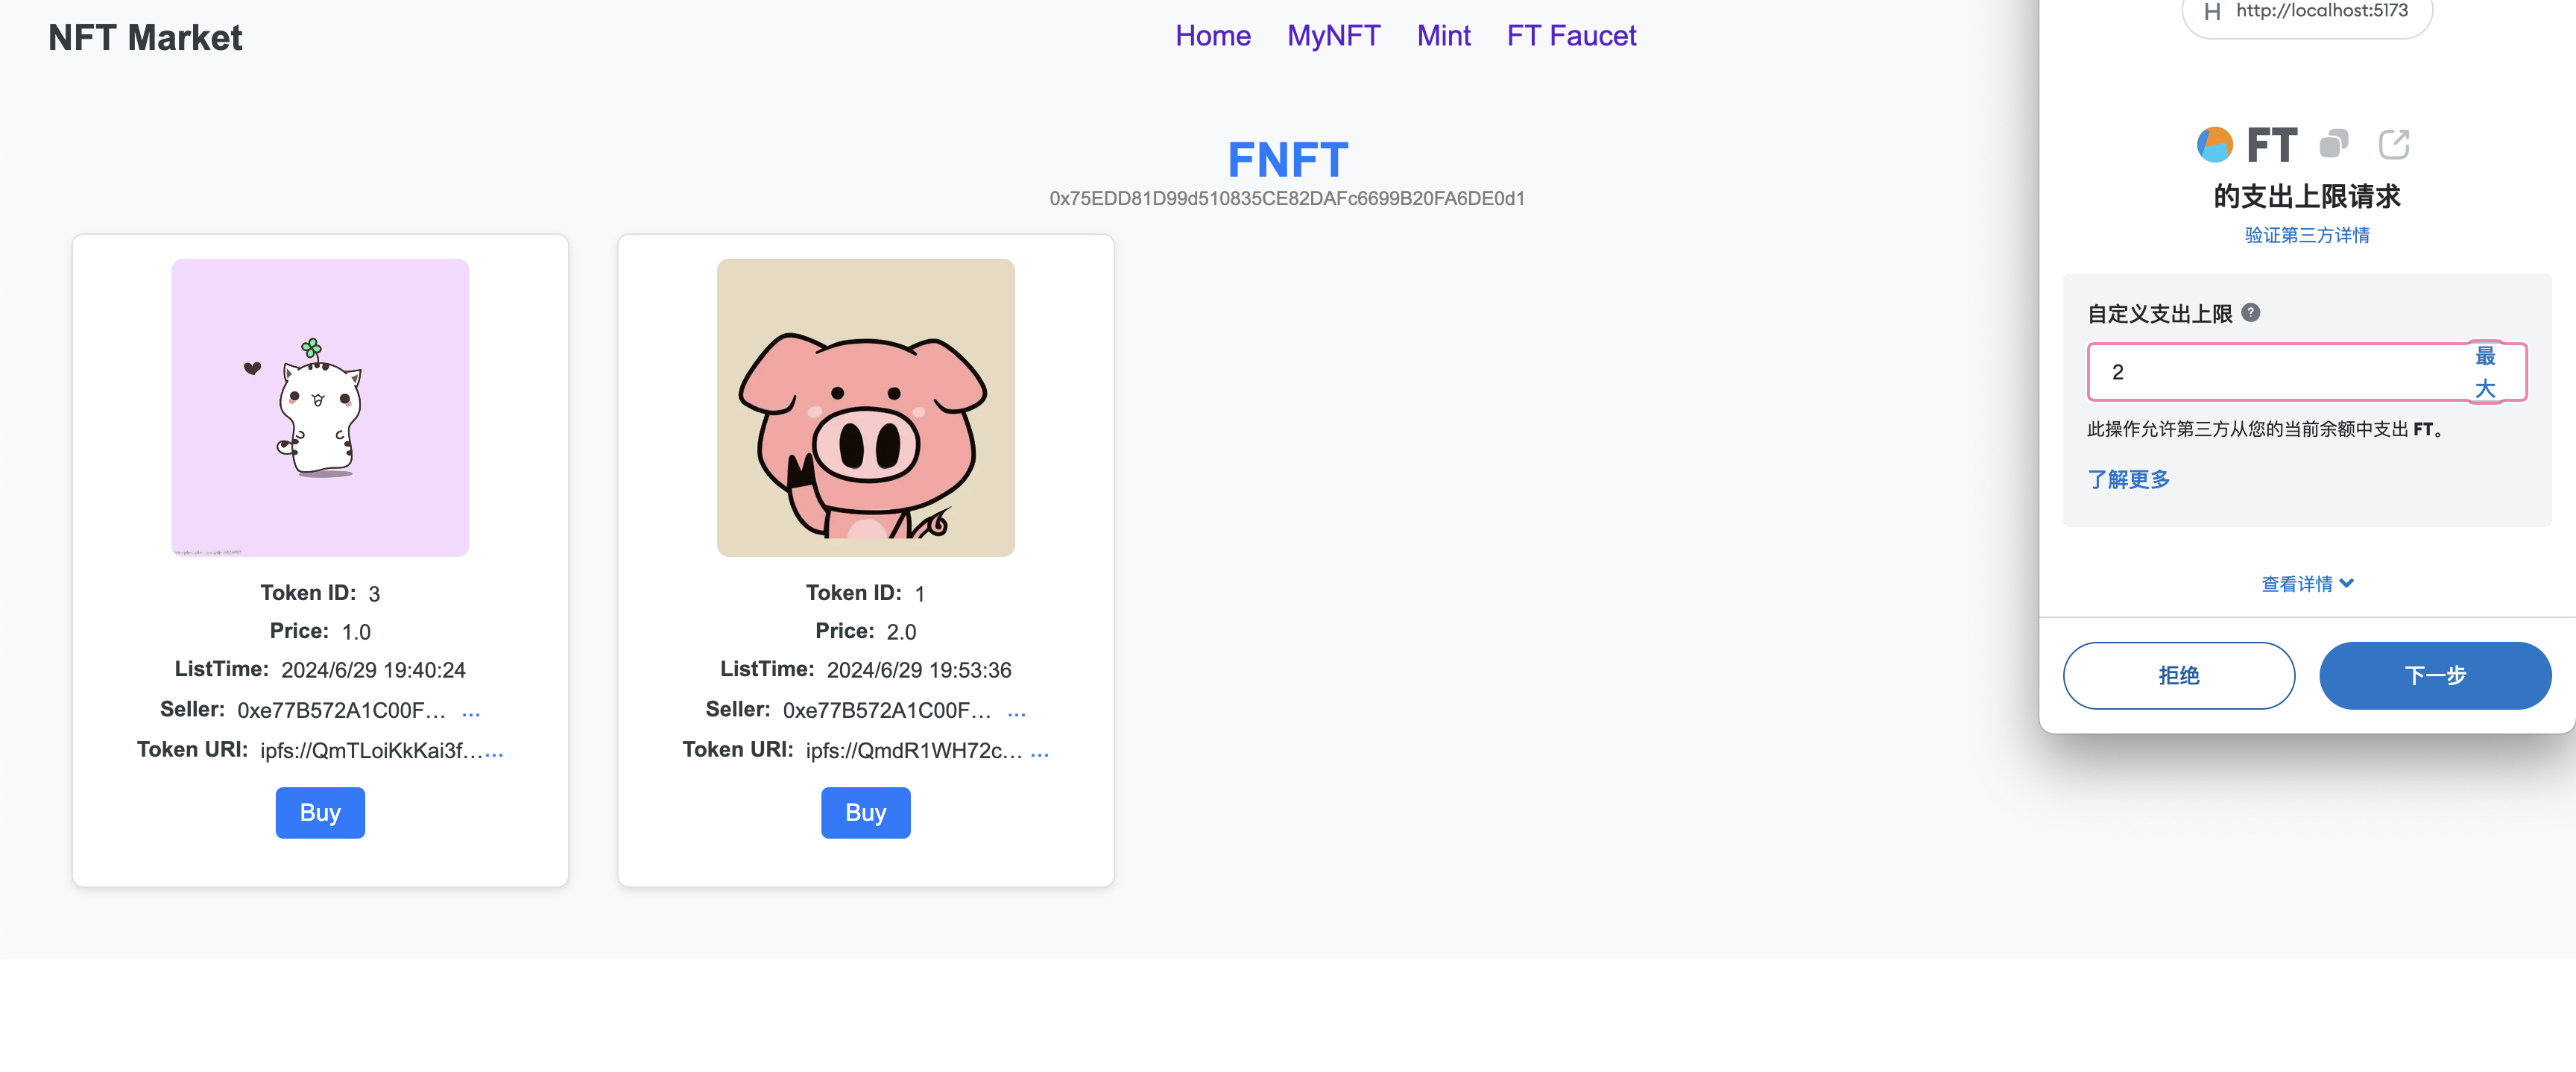 NFT Market
Home MyNFT Mint FT Faucet
FNFT
0x75EDD81D99d510835CE82DAFc6699B20FA6DE0d1
Token ID: 3
Price: 1.0
ListTime: 2024/6/29 19:40:24
Seller: 0xe77B572A1C00F... ...
Token URI: ipfs://QmTLoiKkKai3f... ...
Buy
Token ID: 1
Price: 2.0
ListTime: 2024/6/29 19:53:36
Seller: 0xe77B572A1C00F... ...
Token URI: ipfs://QmdR1WH72c... ...
Buy
H http://localhost:5173
FT
的支出上限请求
验证第三方详情
自定义支出上限 ?
2
最
大
此操作允许第三方从您的当前余额中支出 FT。
了解更多
查看详情
拒绝 下一步